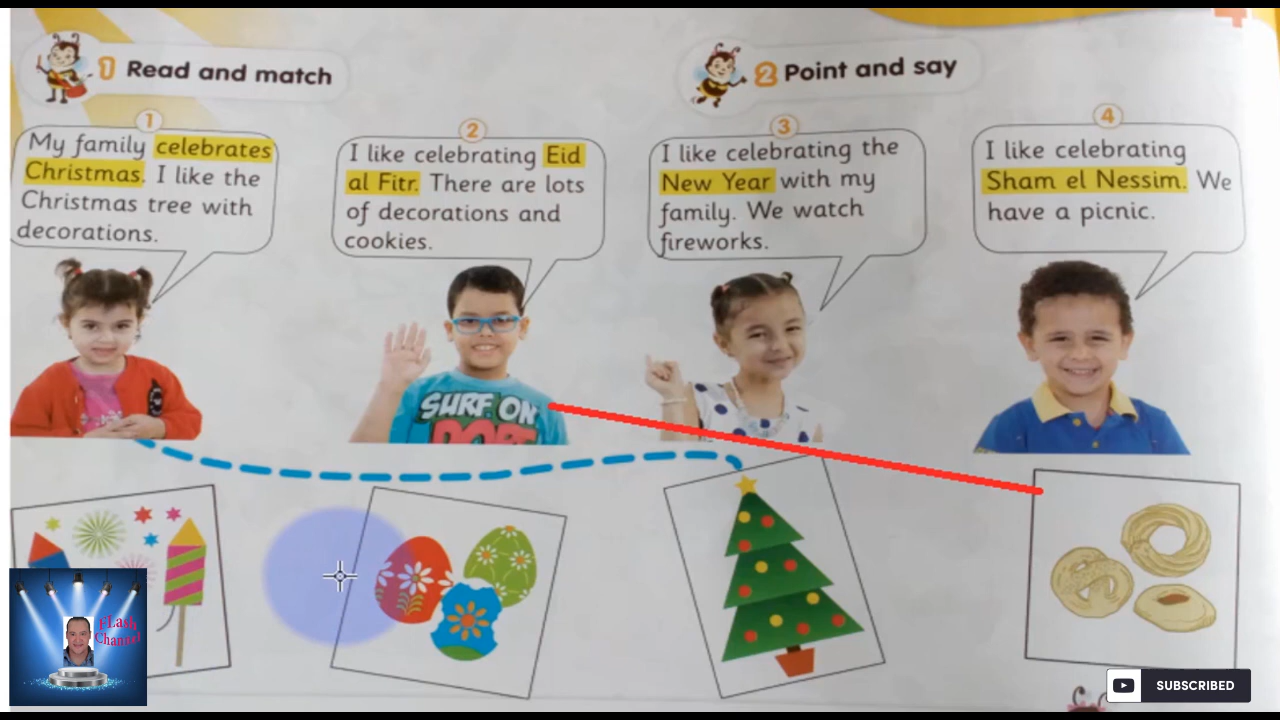 1 Read and match
2 Point and say
1
My family celebrates
Christmas. I like the
Christmas tree with
decorations.
2
I like celebrating Eid
al Fitr. There are lots
of decorations and
cookies.
3
I like celebrating the
New Year with my
family. We watch
fireworks.
4
I like celebrating
Sham el Nessim. We
have a picnic.
SURF ON
FLash
Channel
SUBSCRIBED